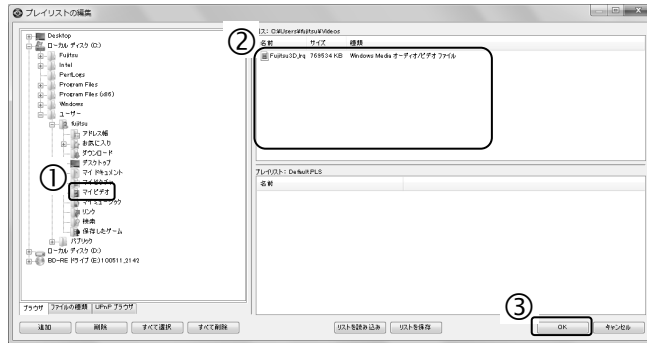 プレイリストの編集
Desktop
ローカル ディスク (C:)
Fujitsu
Intel
PerfLogs
Program Files
Program Files (x86)
Windows
ユーザー
fujitsu
アドレス帳
お気に入り
ダウンロード
デスクトップ
マイ ドキュメント
マイピクチャ
マイビデオ
マイミュージック
リンク
検索
保存したゲーム
パブリック
ローカル ディスク (D:)
BD-RE ドライブ (E:) 100511_2142
①
ブラウザ ファイルの種類 UPnP ブラウザ
追加 削除 すべて選択 すべて削除
②
パス: C:¥Users¥fujitsu¥Videos
名前 サイズ 種類
769534 KB Windows Media オーディオ/ビデオ ファイル
プレイリスト: Default.PLS
名前
③
リストを読み込み リストを保存 OK キャンセル